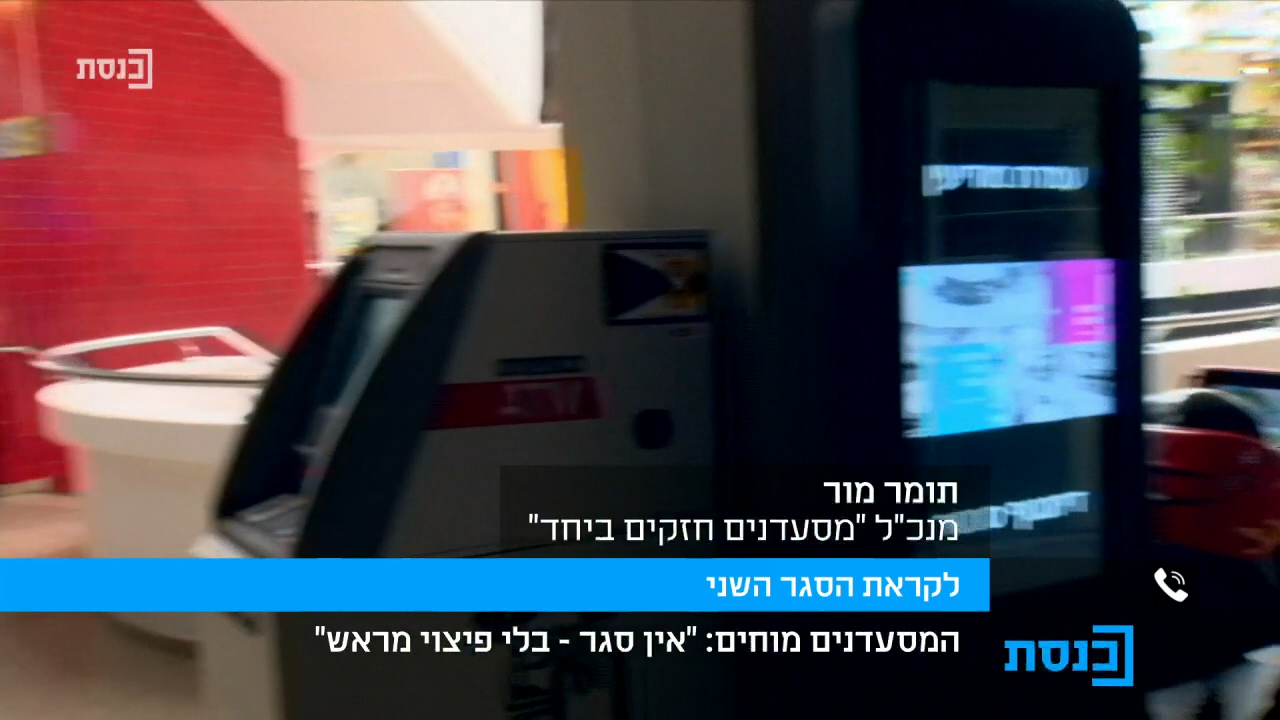 כנסת
תומר מור
מנכ"ל "מסעדנים חזקים ביחד"
לקראת הסגר השני
המסעדנים מוחים: "אין סגר - בלי פיצוי מראש"
כנסת